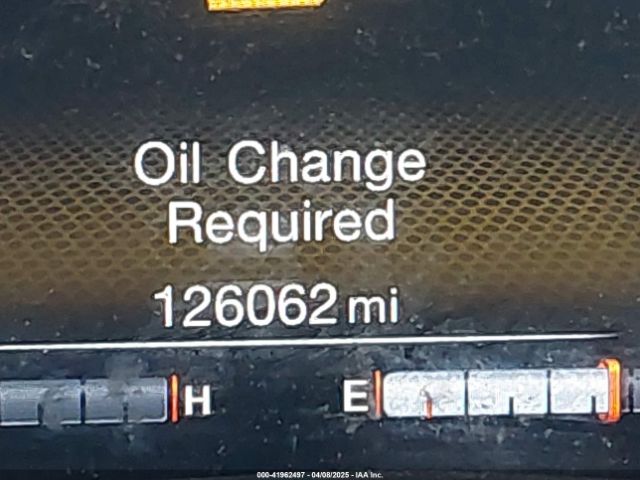 Oil Change
Required
126062 mi
H E
000-41962497 - 04/08/2025 - IAA Inc.